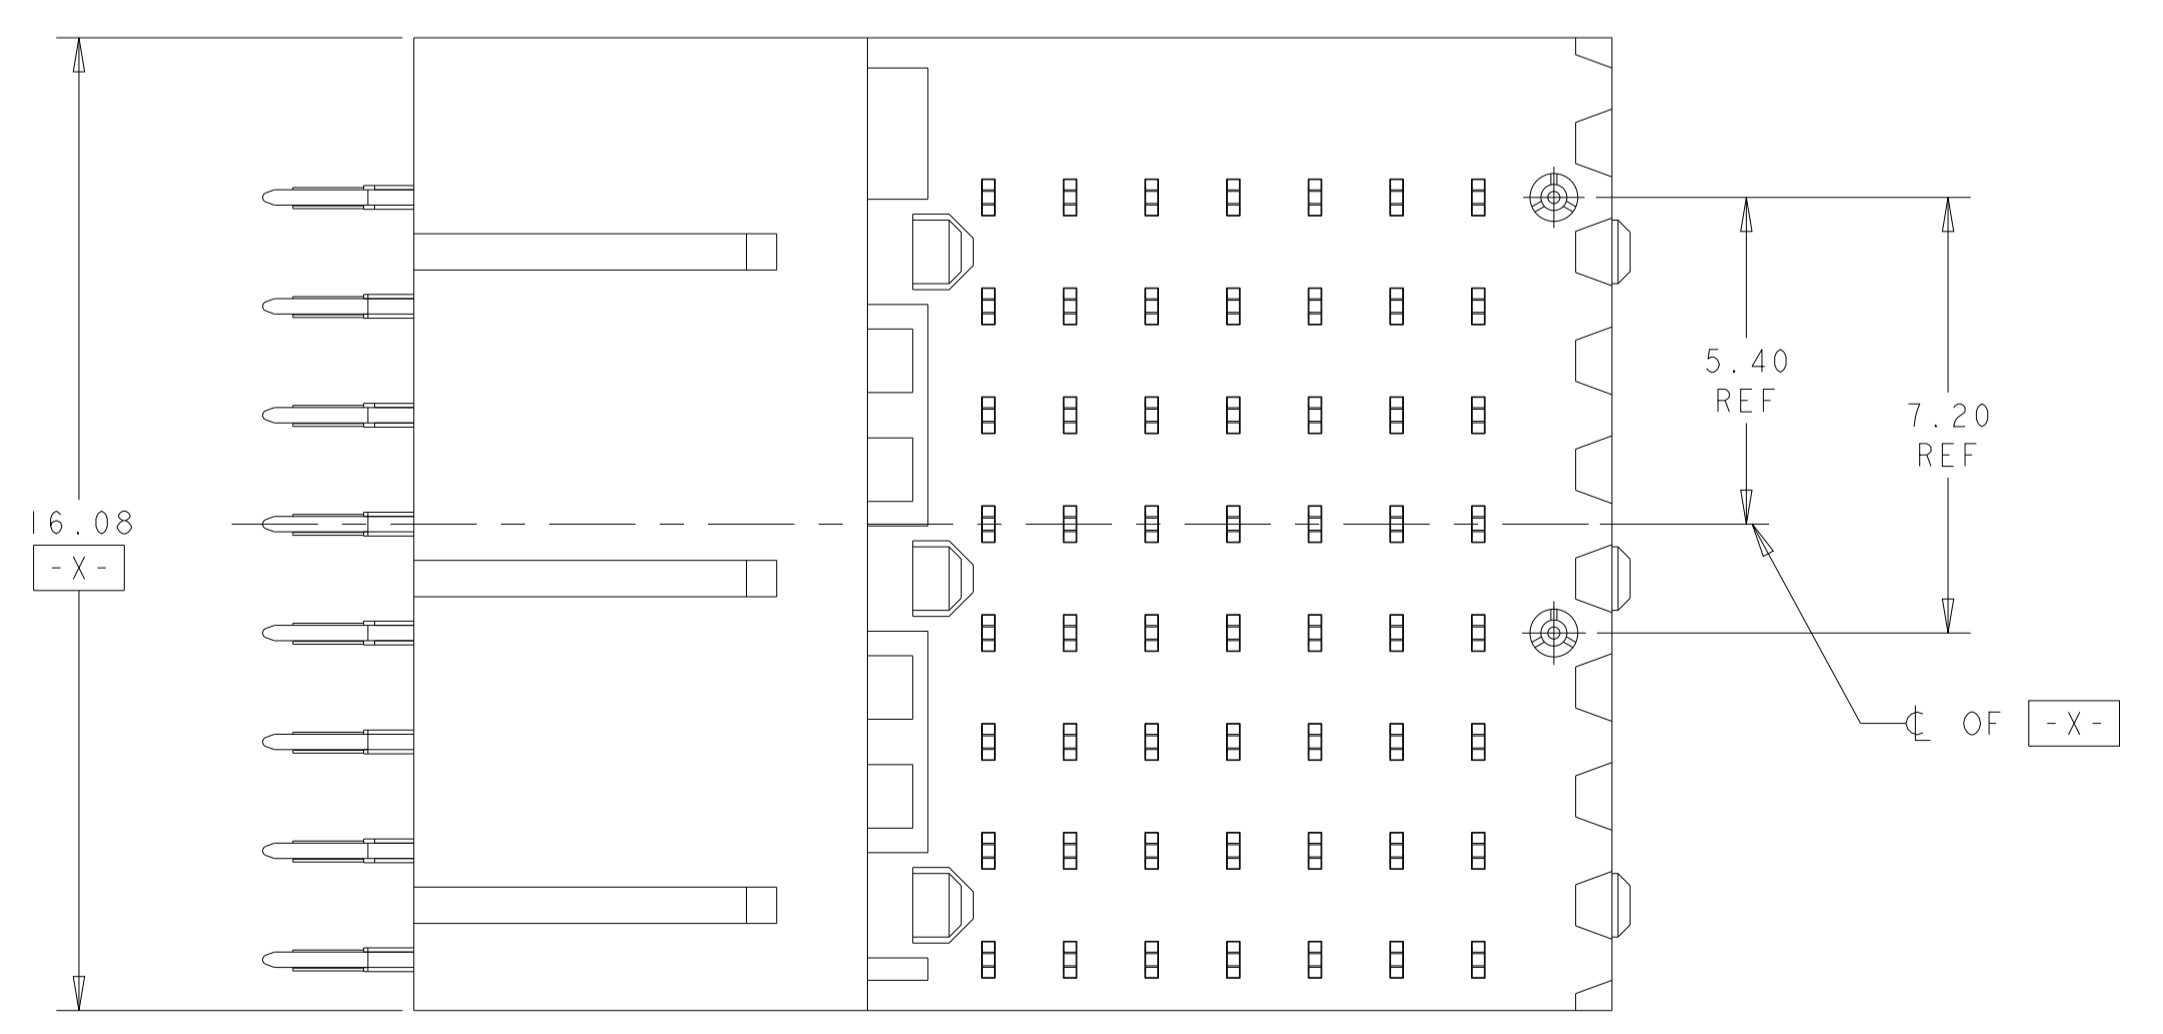 5.40
REF
7.20
REF
16.08
-X-
℄ OF -X-